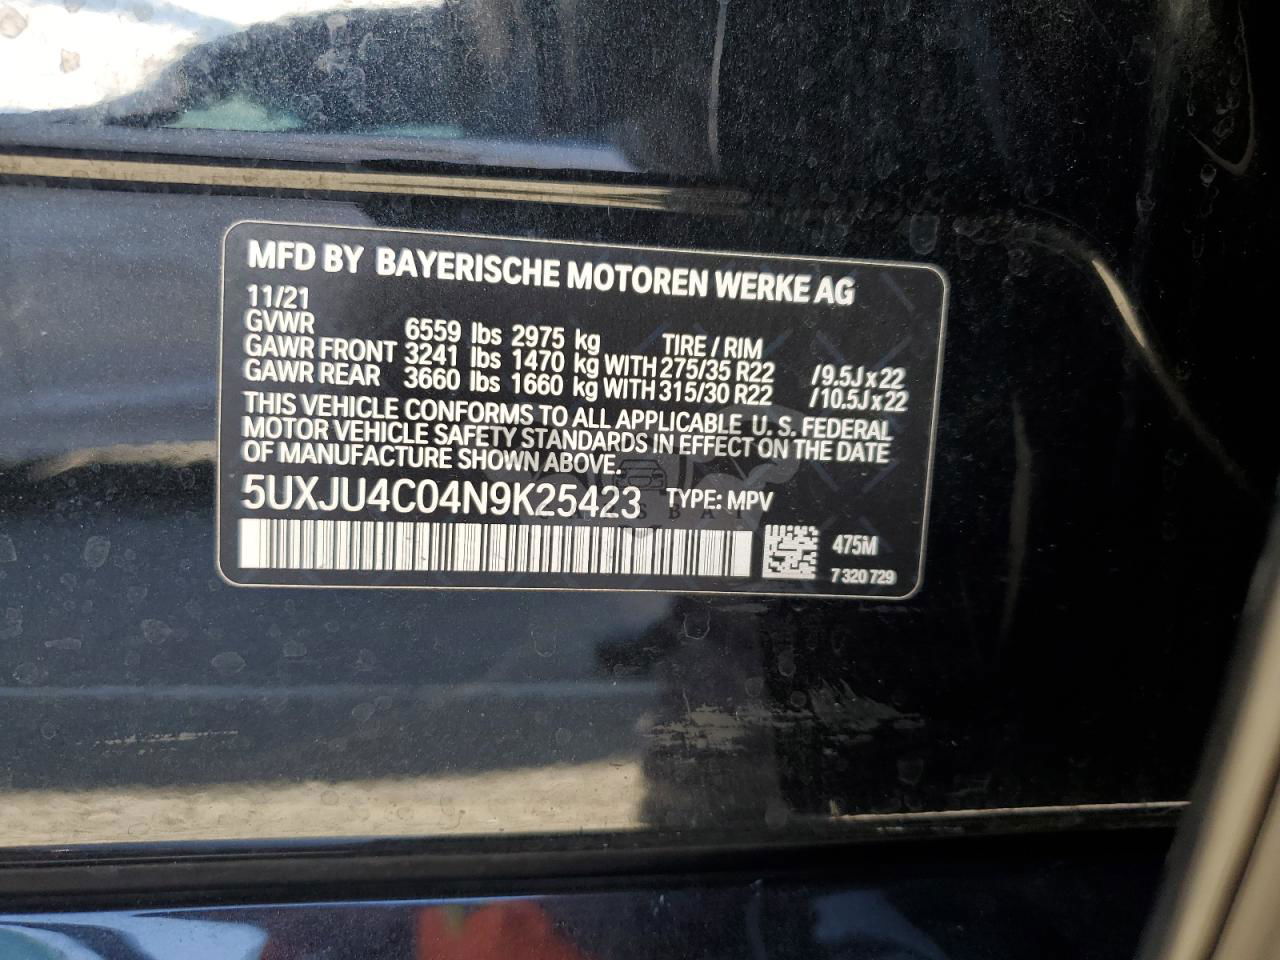 MFD BY BAYERISCHE MOTOREN WERKE AG
11/21
GVWR 6559 lbs 2975 kg TIRE / RIM
GAWR FRONT 3241 lbs 1470 kg WITH 275/35 R22 /9.5J x 22
GAWR REAR 3660 lbs 1660 kg WITH 315/30 R22 /10.5J x 22
THIS VEHICLE CONFORMS TO ALL APPLICABLE U. S. FEDERAL
MOTOR VEHICLE SAFETY STANDARDS IN EFFECT ON THE DATE
OF MANUFACTURE SHOWN ABOVE.
5UXJU4C04N9K25423 TYPE: MPV
475M
7 320 729